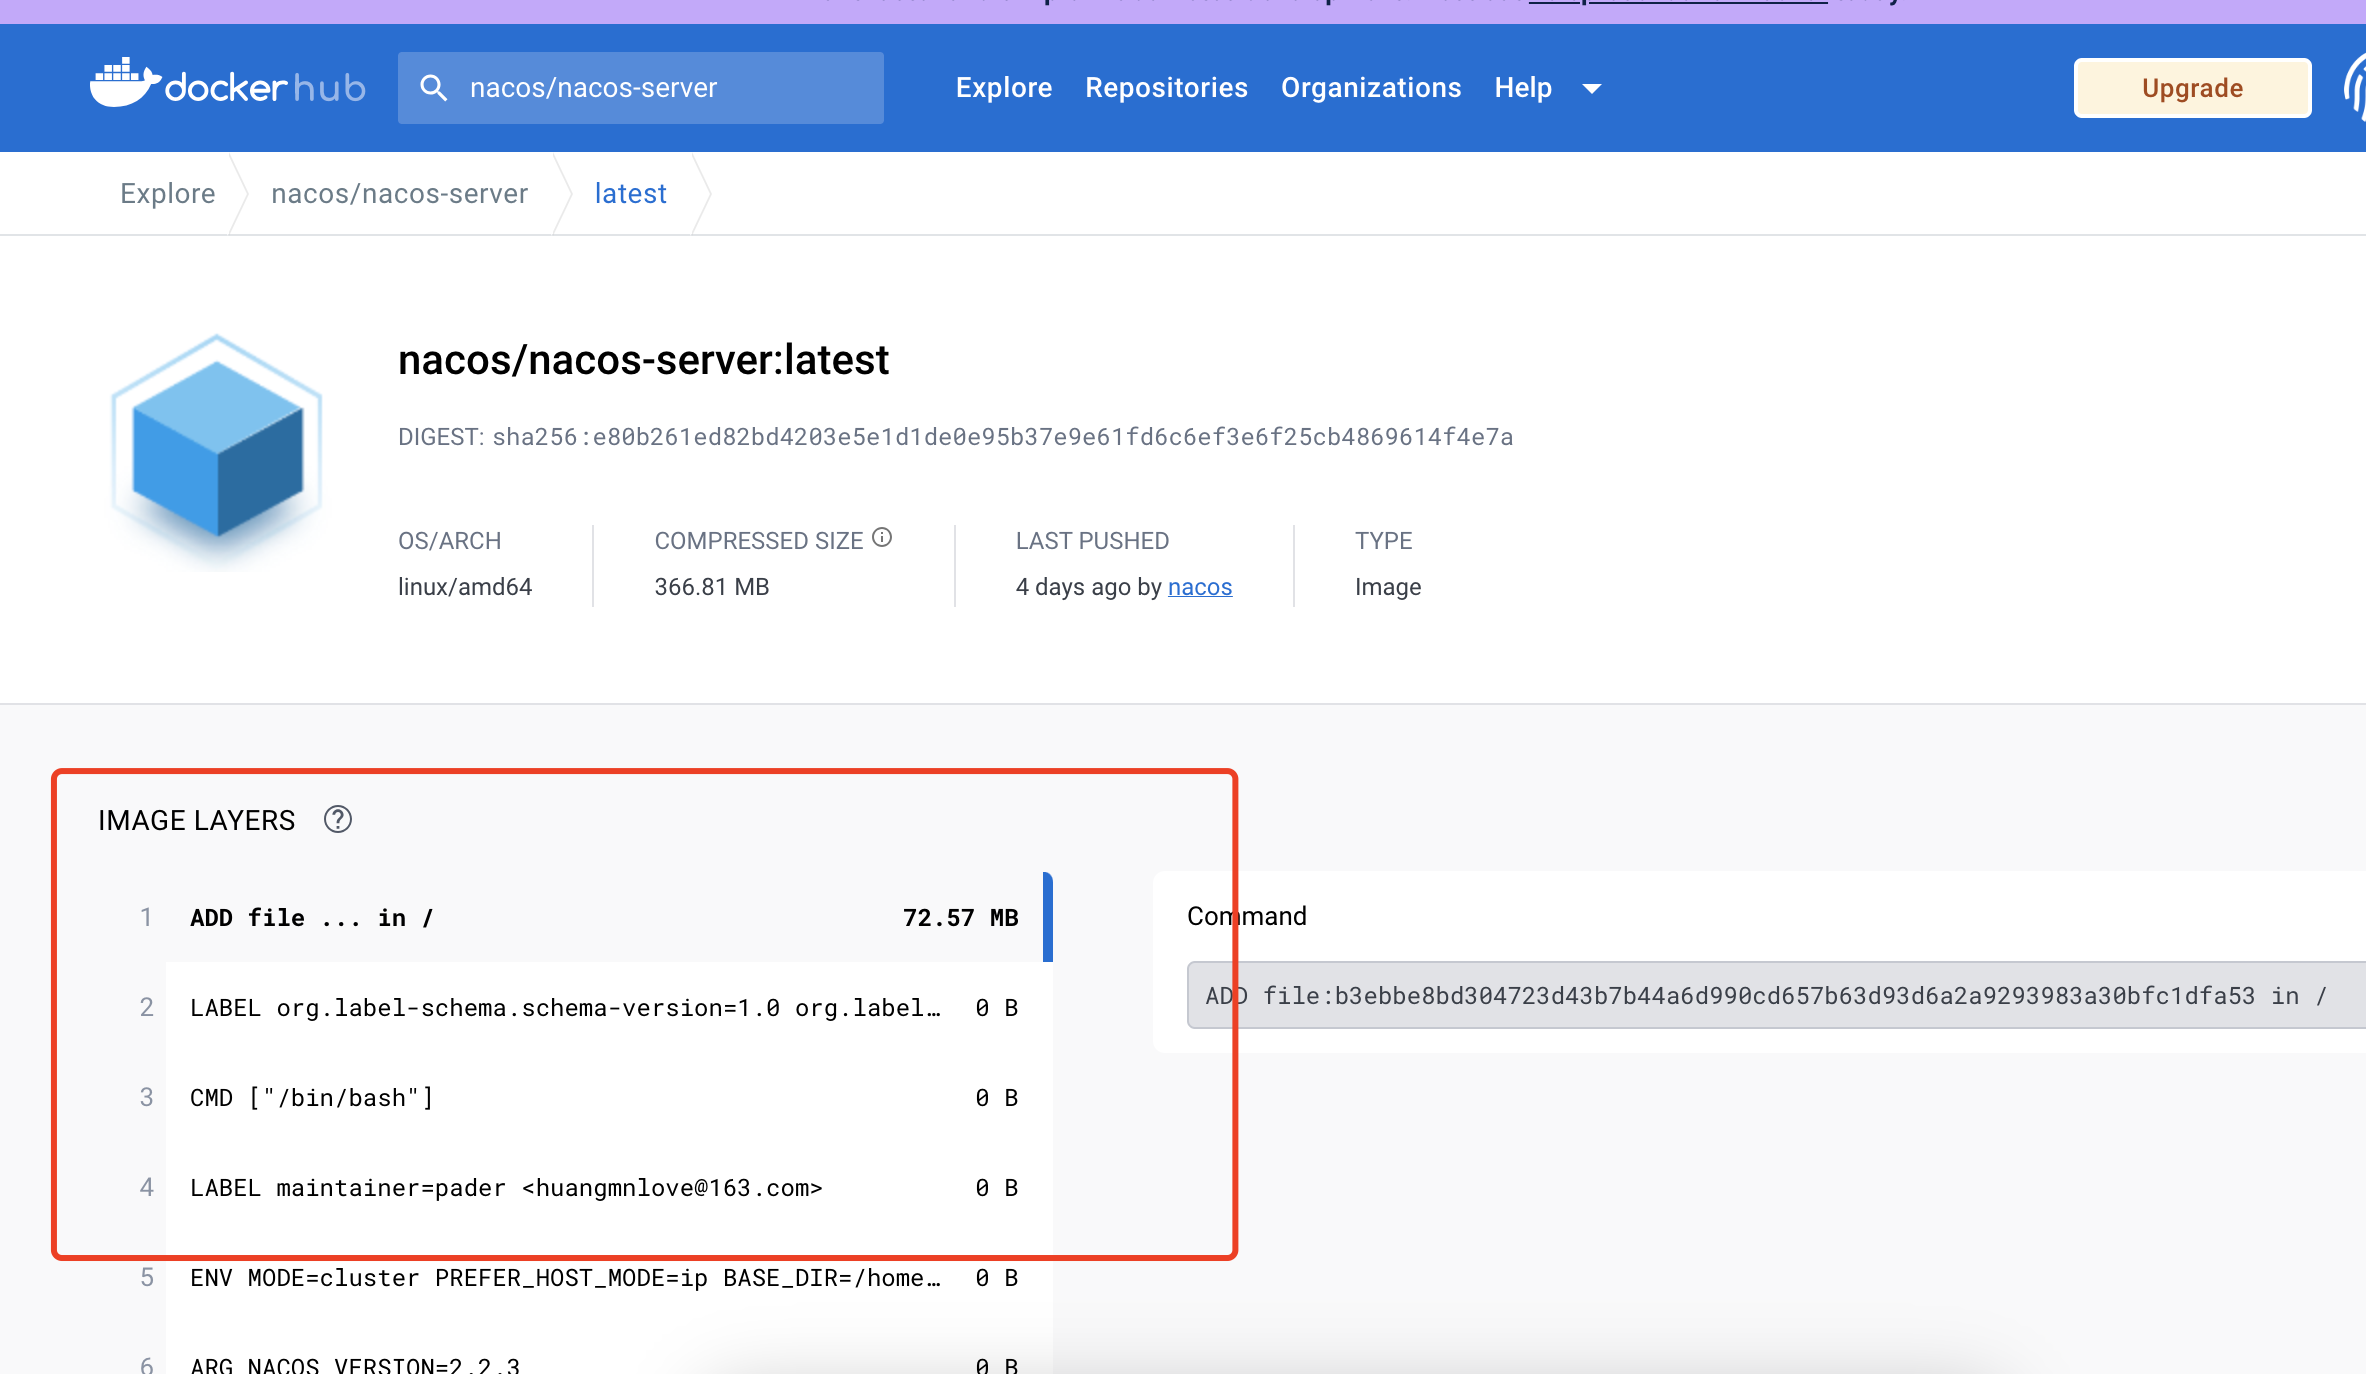 docker hub
nacos/nacos-server
Explore
Repositories
Organizations
Help
Upgrade
Explore
nacos/nacos-server
latest
nacos/nacos-server:latest
DIGEST: sha256:e80b261ed82bd4203e5e1d1de0e95b37e9e61fd6c6ef3e6f25cb4869614f4e7a
OS/ARCH
linux/amd64
COMPRESSED SIZE
366.81 MB
LAST PUSHED
4 days ago by nacos
TYPE
Image
IMAGE LAYERS
1 ADD file ... in / 72.57 MB
2 LABEL org.label-schema.schema-version=1.0 org.label… 0 B
3 CMD ["/bin/bash"] 0 B
4 LABEL maintainer=pader <huangmnlove@163.com> 0 B
5 ENV MODE=cluster PREFER_HOST_MODE=ip BASE_DIR=/home… 0 B
6 ARG NACOS_VERSION=2.2.3 0 B
Command
ADD file:b3ebbe8bd304723d43b7b44a6d990cd657b63d93d6a2a9293983a30bfc1dfa53 in /